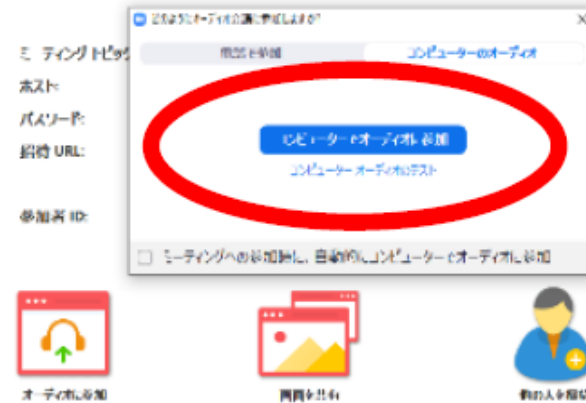 どのようにオーディオ会議に参加しますか?
ミーティングトピック
電話で参加
コンピューターのオーディオ
ホスト:
パスワード:
招待 URL:
コンピューターでオーディオに参加
コンピューター オーディオのテスト
参加者 ID:
ミーティングへの参加時に、自動的にコンピューターでオーディオに参加
オーディオに参加
画面を共有
他の人を招待